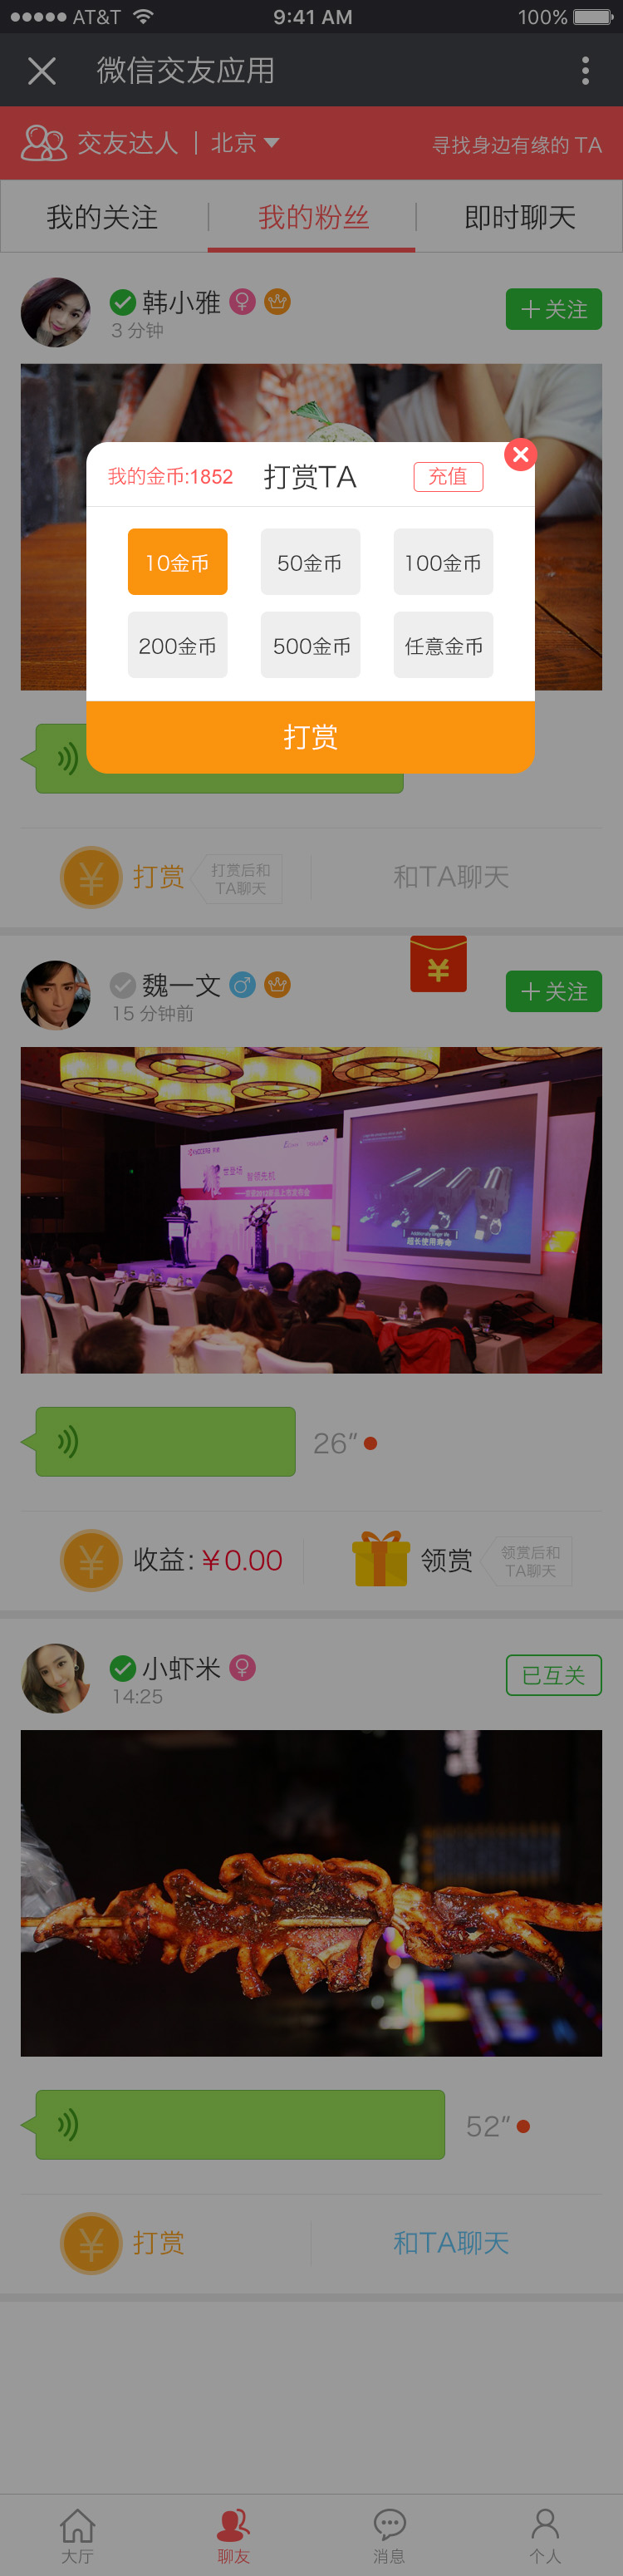 AT&T 9:41 AM 100%
微信交友应用
交友达人 | 北京 寻找身边有缘的 TA
我的关注 我的粉丝 即时聊天
韩小雅 + 关注
3 分钟
我的金币:1852 打赏TA 充值
10金币 50金币 100金币
200金币 500金币 任意金币
打赏
¥ 打赏 打赏后和 和TA聊天
TA聊天
¥
魏一文 + 关注
15 分钟前
超长使用寿命
26″
¥ 收益:¥0.00 领赏 领赏后和
TA聊天
小虾米 已互关
14:25
52″
¥ 打赏 和TA聊天
大厅 聊友 消息 个人